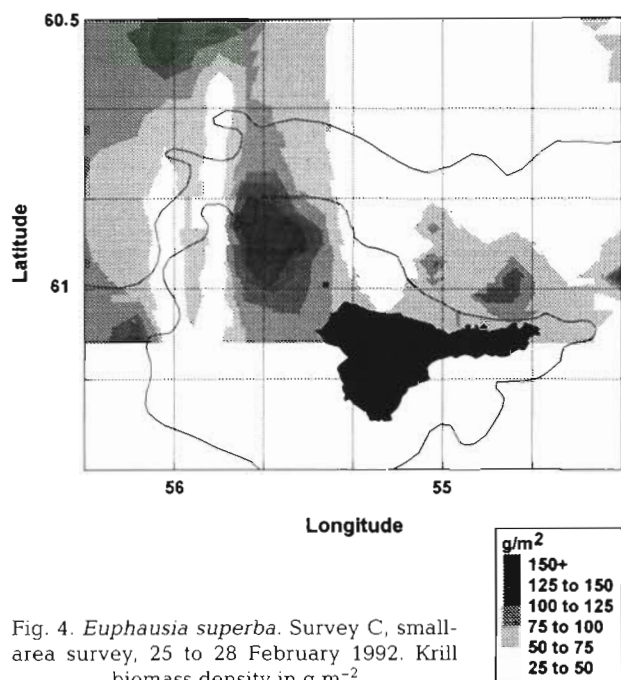 60.5
Latitude
61
56
55
Longitude
g/m2
150+
125 to 150
100 to 125
75 to 100
50 to 75
25 to 50
Fig. 4. Euphausia superba. Survey C, small-
area survey, 25 to 28 February 1992. Krill
biomass density in g m−2